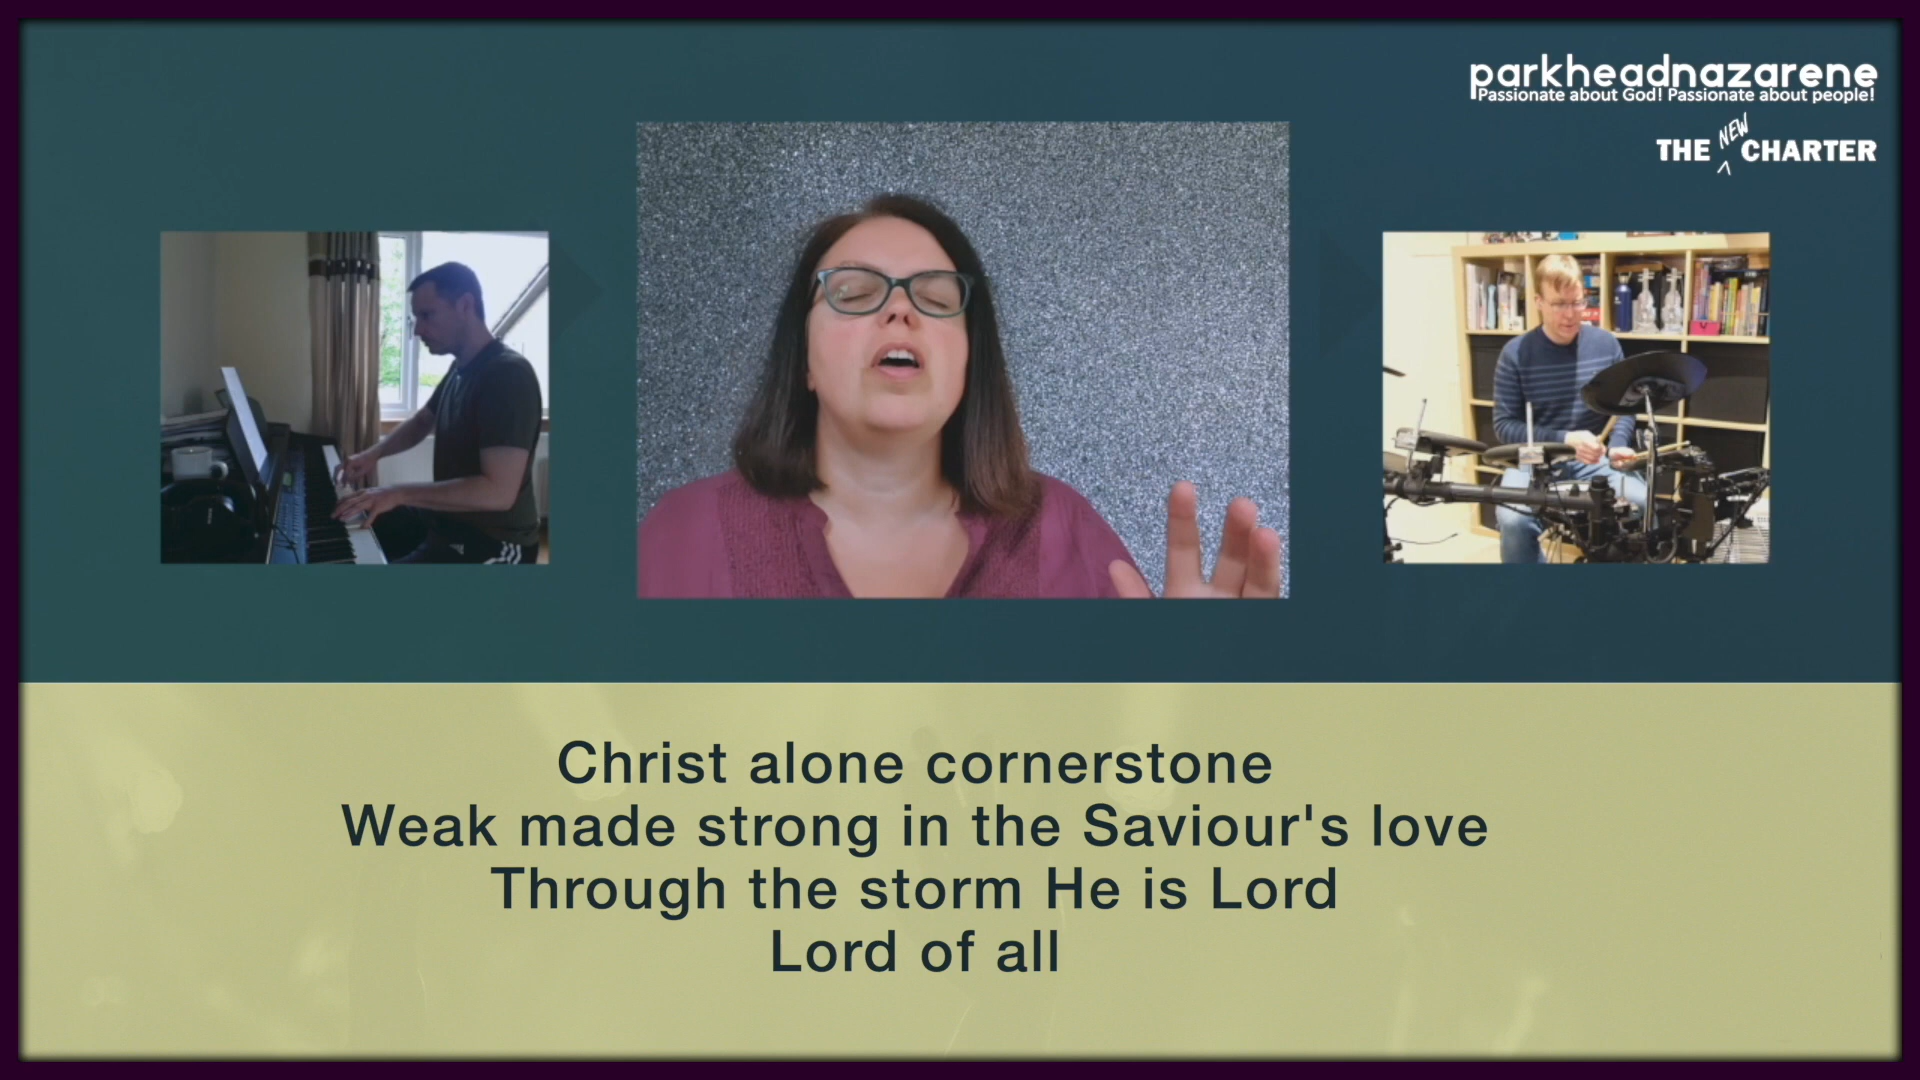 parkheadnazarene
Passionate about God! Passionate about people!
THE NEW CHARTER
Christ alone cornerstone
Weak made strong in the Saviour's love
Through the storm He is Lord
Lord of all